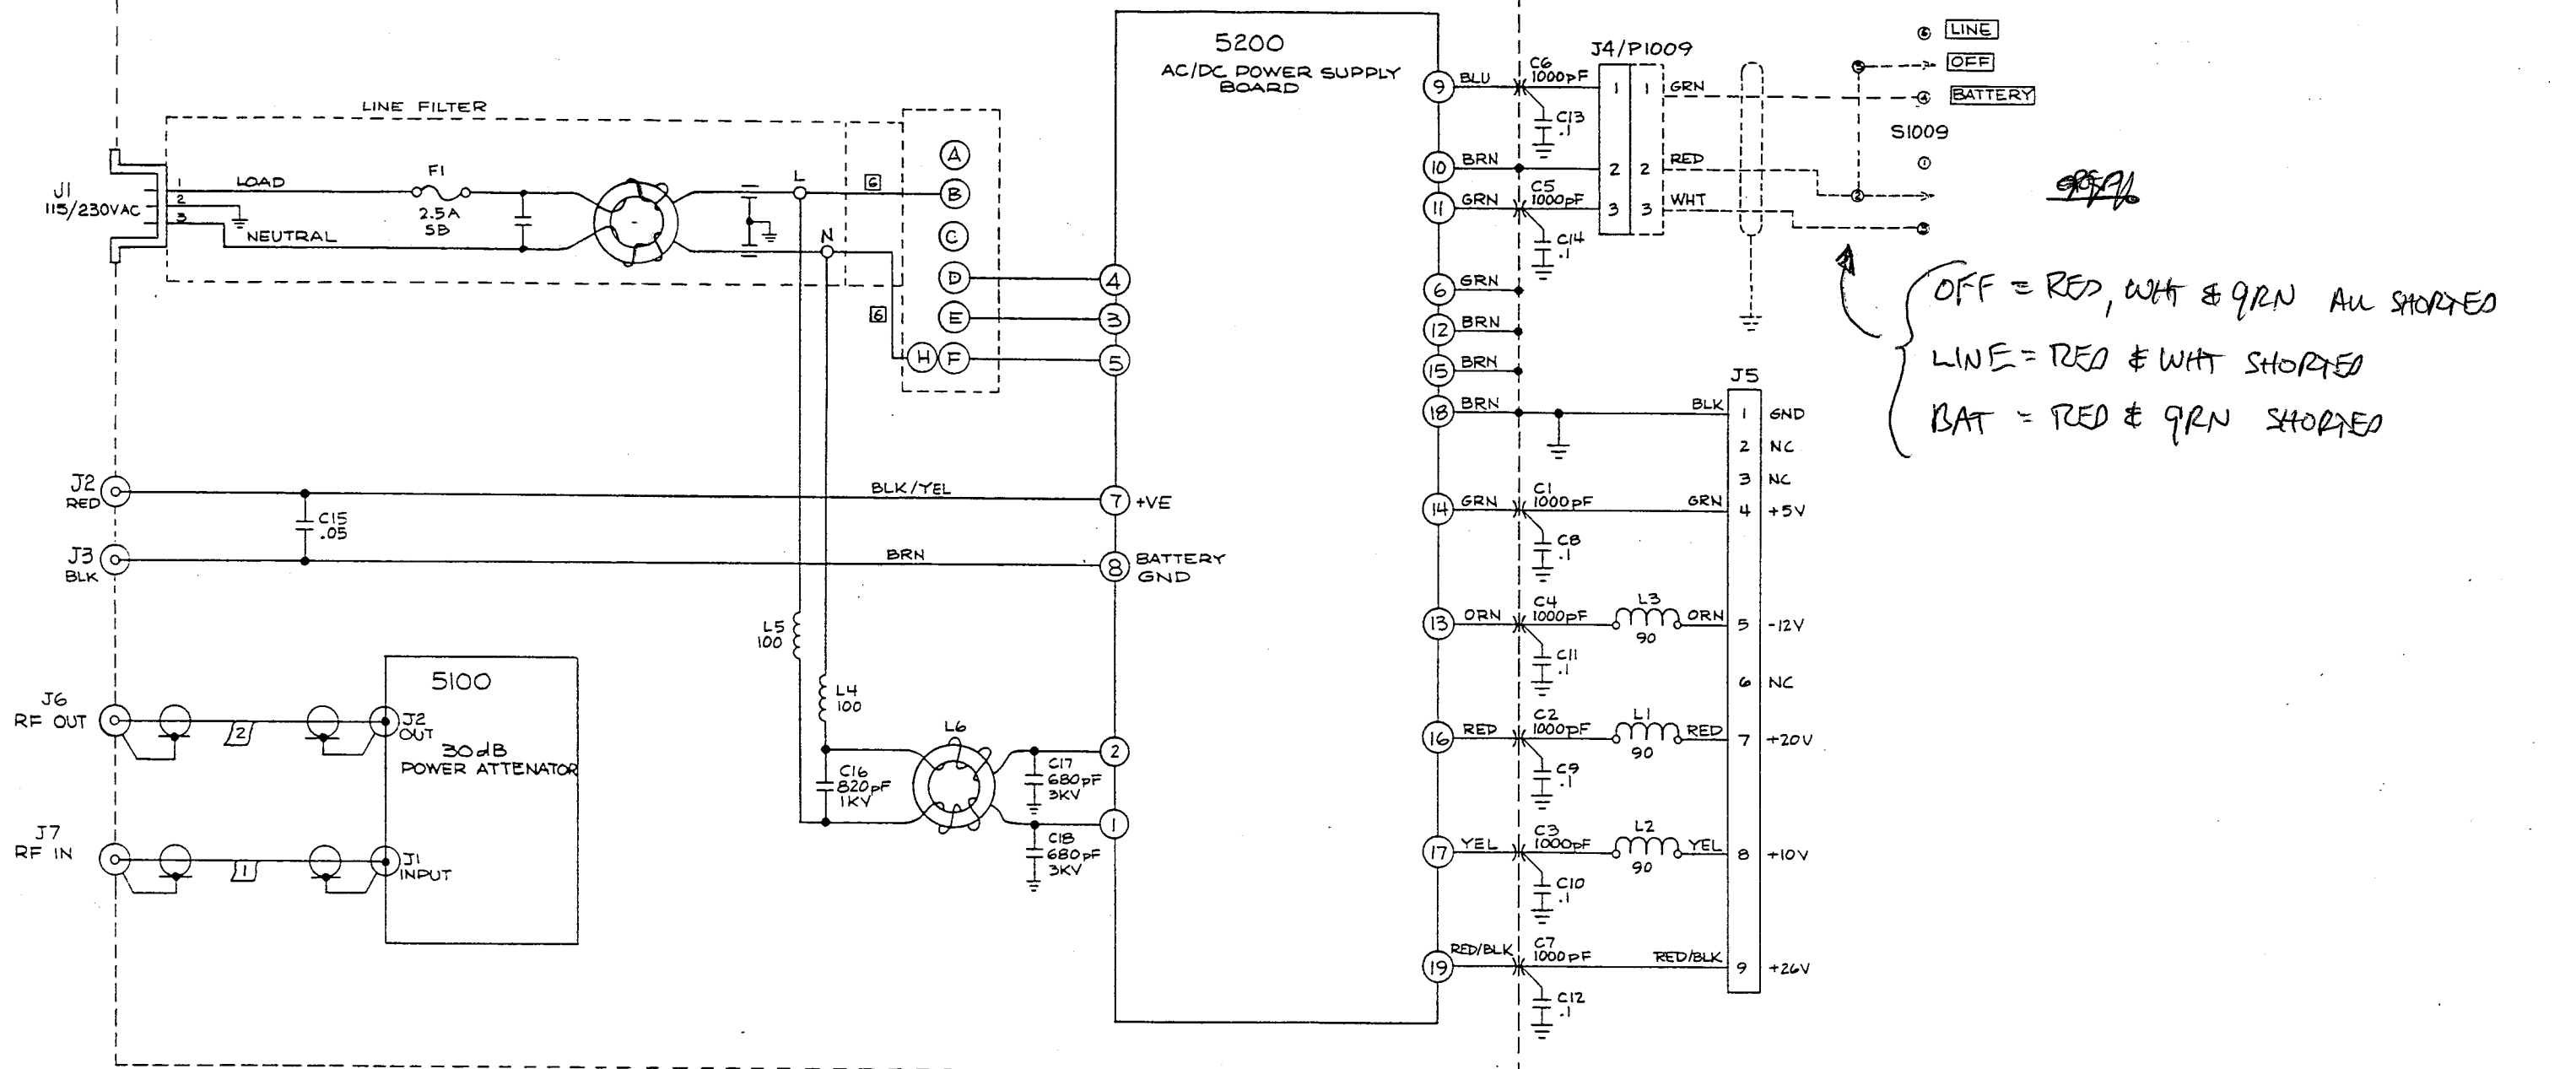 LINE FILTER
J1
115/230VAC
1
LOAD
2
3
NEUTRAL
F1
2.5A
SB
L
N
6
6
A
B
C
D
E
H
F
4
3
5
5200
AC/DC POWER SUPPLY
BOARD
J2
RED
C15
.05
J3
BLK
BLK/YEL
BRN
7
+VE
8
BATTERY
GND
L5
100
L4
100
C16
820pF
1KV
L6
C17
680pF
3KV
C18
680pF
3KV
2
1
J6
RF OUT
2
J2
OUT
5100
30dB
POWER ATTENATOR
J7
RF IN
1
J1
INPUT
9
BLU
C6
1000pF
C13
.1
10
BRN
11
GRN
C5
1000pF
C14
.1
6
GRN
12
BRN
15
BRN
18
BRN
14
GRN
C1
1000pF
C8
.1
13
ORN
C4
1000pF
C11
.1
L3
90
ORN
16
RED
C2
1000pF
C9
.1
L1
90
RED
17
YEL
C3
1000pF
C10
.1
L2
90
YEL
19
RED/BLK
C7
1000pF
C12
.1
RED/BLK
J4/P1009
1 1 GRN
2 2 RED
3 3 WHT
LINE
OFF
4
BATTERY
S1009
1
2
J5
BLK 1 GND
2 NC
3 NC
GRN 4 +5V
5 -12V
6 NC
7 +20V
8 +10V
9 +26V
OFF = RED, WHT & GRN ALL SHORTED
LINE = RED & WHT SHORTED
BAT = RED & GRN SHORTED